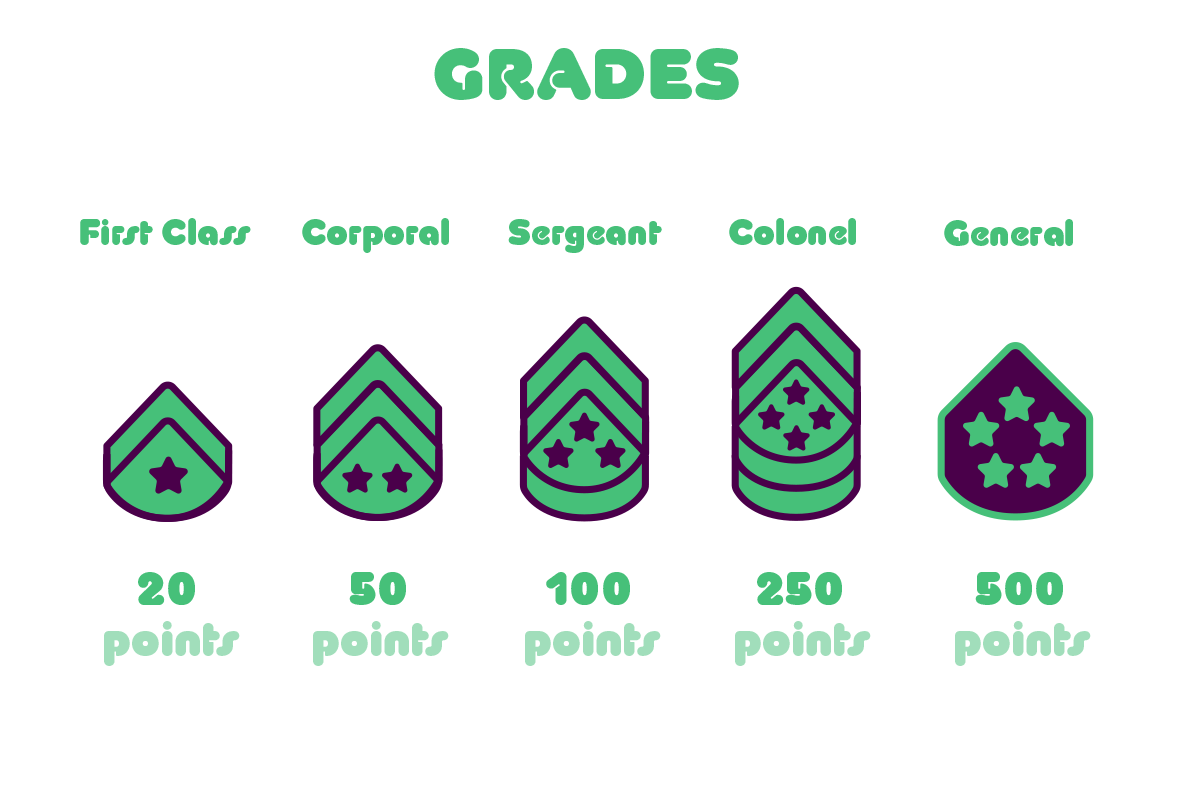 GRADES
First Class
Corporal
Sergeant
Colonel
General
20
points
50
points
100
points
250
points
500
points